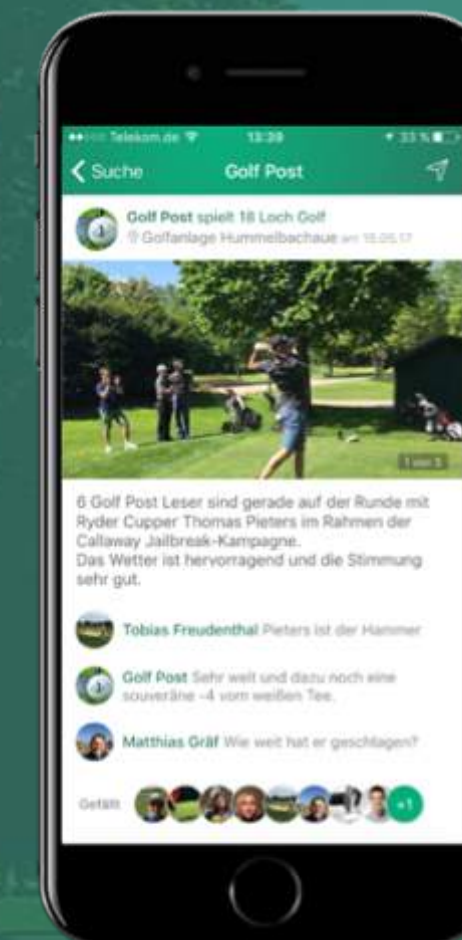 Telekom.de 13:39 33 %
Suche Golf Post
Golf Post spielt 18 Loch Golf
Golfanlage Hummelbachaue am 15.05.17
1 von 5
6 Golf Post Leser sind gerade auf der Runde mit
Ryder Cupper Thomas Pieters im Rahmen der
Callaway Jailbreak-Kampagne.
Das Wetter ist hervorragend und die Stimmung
sehr gut.
Tobias Freudenthal Pieters ist der Hammer
Golf Post Sehr weit und dazu noch eine
souveräne -4 vom weißen Tee.
Matthias Gräf Wie weit hat er geschlagen?
Gefällt +1